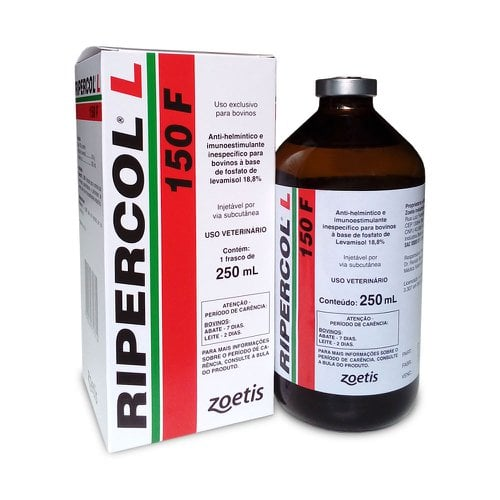 RIPERCOL® L
150 F
Uso exclusivo
para bovinos
Anti-helmíntico e
imunoestimulante
inespecífico para
bovinos à base
de fosfato de
levamisol 18,8%
Injetável por
via subcutânea
USO VETERINÁRIO
Contém:
1 frasco de
250 mL
ATENÇÃO -
PERÍODO DE CARÊNCIA:
BOVINOS:
ABATE - 7 DIAS.
LEITE - 2 DIAS.
PARA MAIS INFORMAÇÕES
SOBRE O PERÍODO DE CA-
RÊNCIA, CONSULTE A BULA
DO PRODUTO.
zoetis
RIPERCOL L
150 F
RIPERCOL® L
150 F
Anti-helmíntico e
imunoestimulante
inespecífico para bovinos
à base de fosfato de
Levamisol 18,8%
Injetável por
via subcutânea
USO VETERINÁRIO
Conteúdo: 250 mL
ATENÇÃO -
PERÍODO DE CARÊNCIA:
BOVINOS:
ABATE - 7 DIAS.
LEITE - 2 DIAS.
PARA MAIS INFORMAÇÕES
SOBRE O PERÍODO DE
CARÊNCIA, CONSULTE A
BULA DO PRODUTO.
zoetis